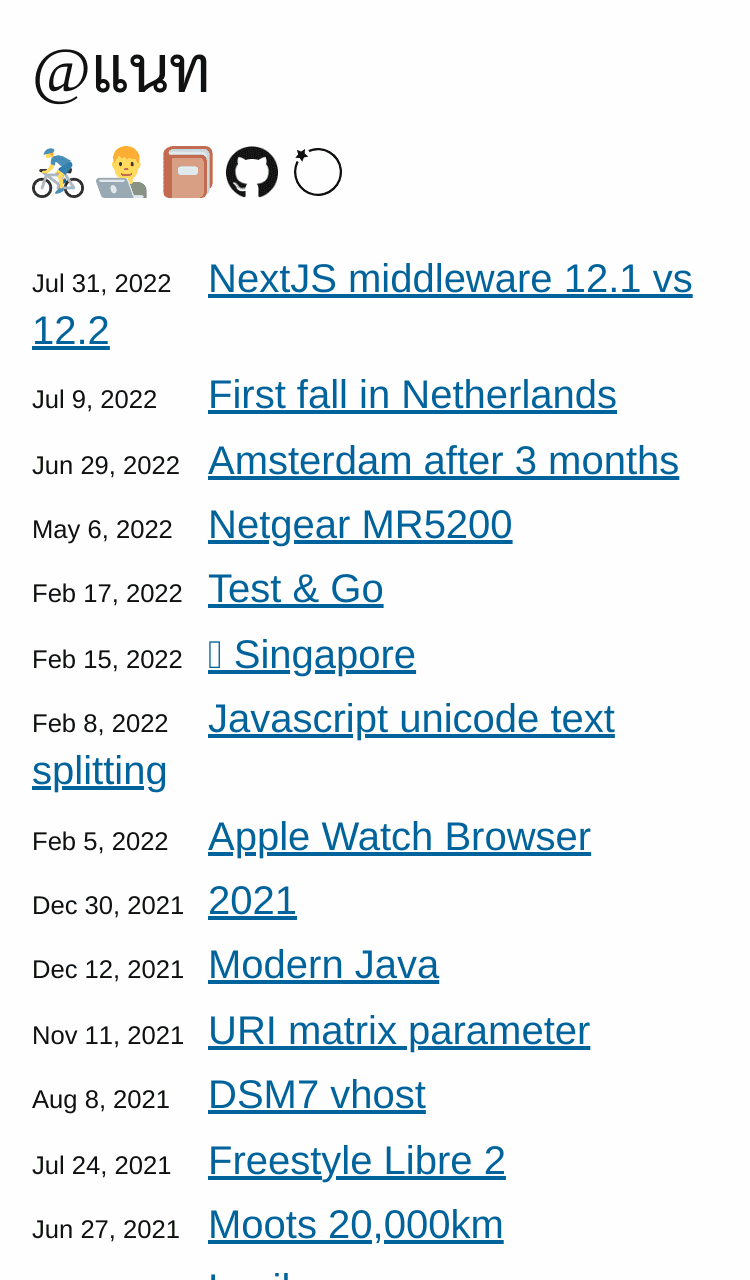 @แนท
Jul 31, 2022 NextJS middleware 12.1 vs
12.2
Jul 9, 2022 First fall in Netherlands
Jun 29, 2022 Amsterdam after 3 months
May 6, 2022 Netgear MR5200
Feb 17, 2022 Test & Go
Feb 15, 2022 Singapore
Feb 8, 2022 Javascript unicode text
splitting
Feb 5, 2022 Apple Watch Browser
Dec 30, 2021 2021
Dec 12, 2021 Modern Java
Nov 11, 2021 URI matrix parameter
Aug 8, 2021 DSM7 vhost
Jul 24, 2021 Freestyle Libre 2
Jun 27, 2021 Moots 20,000km